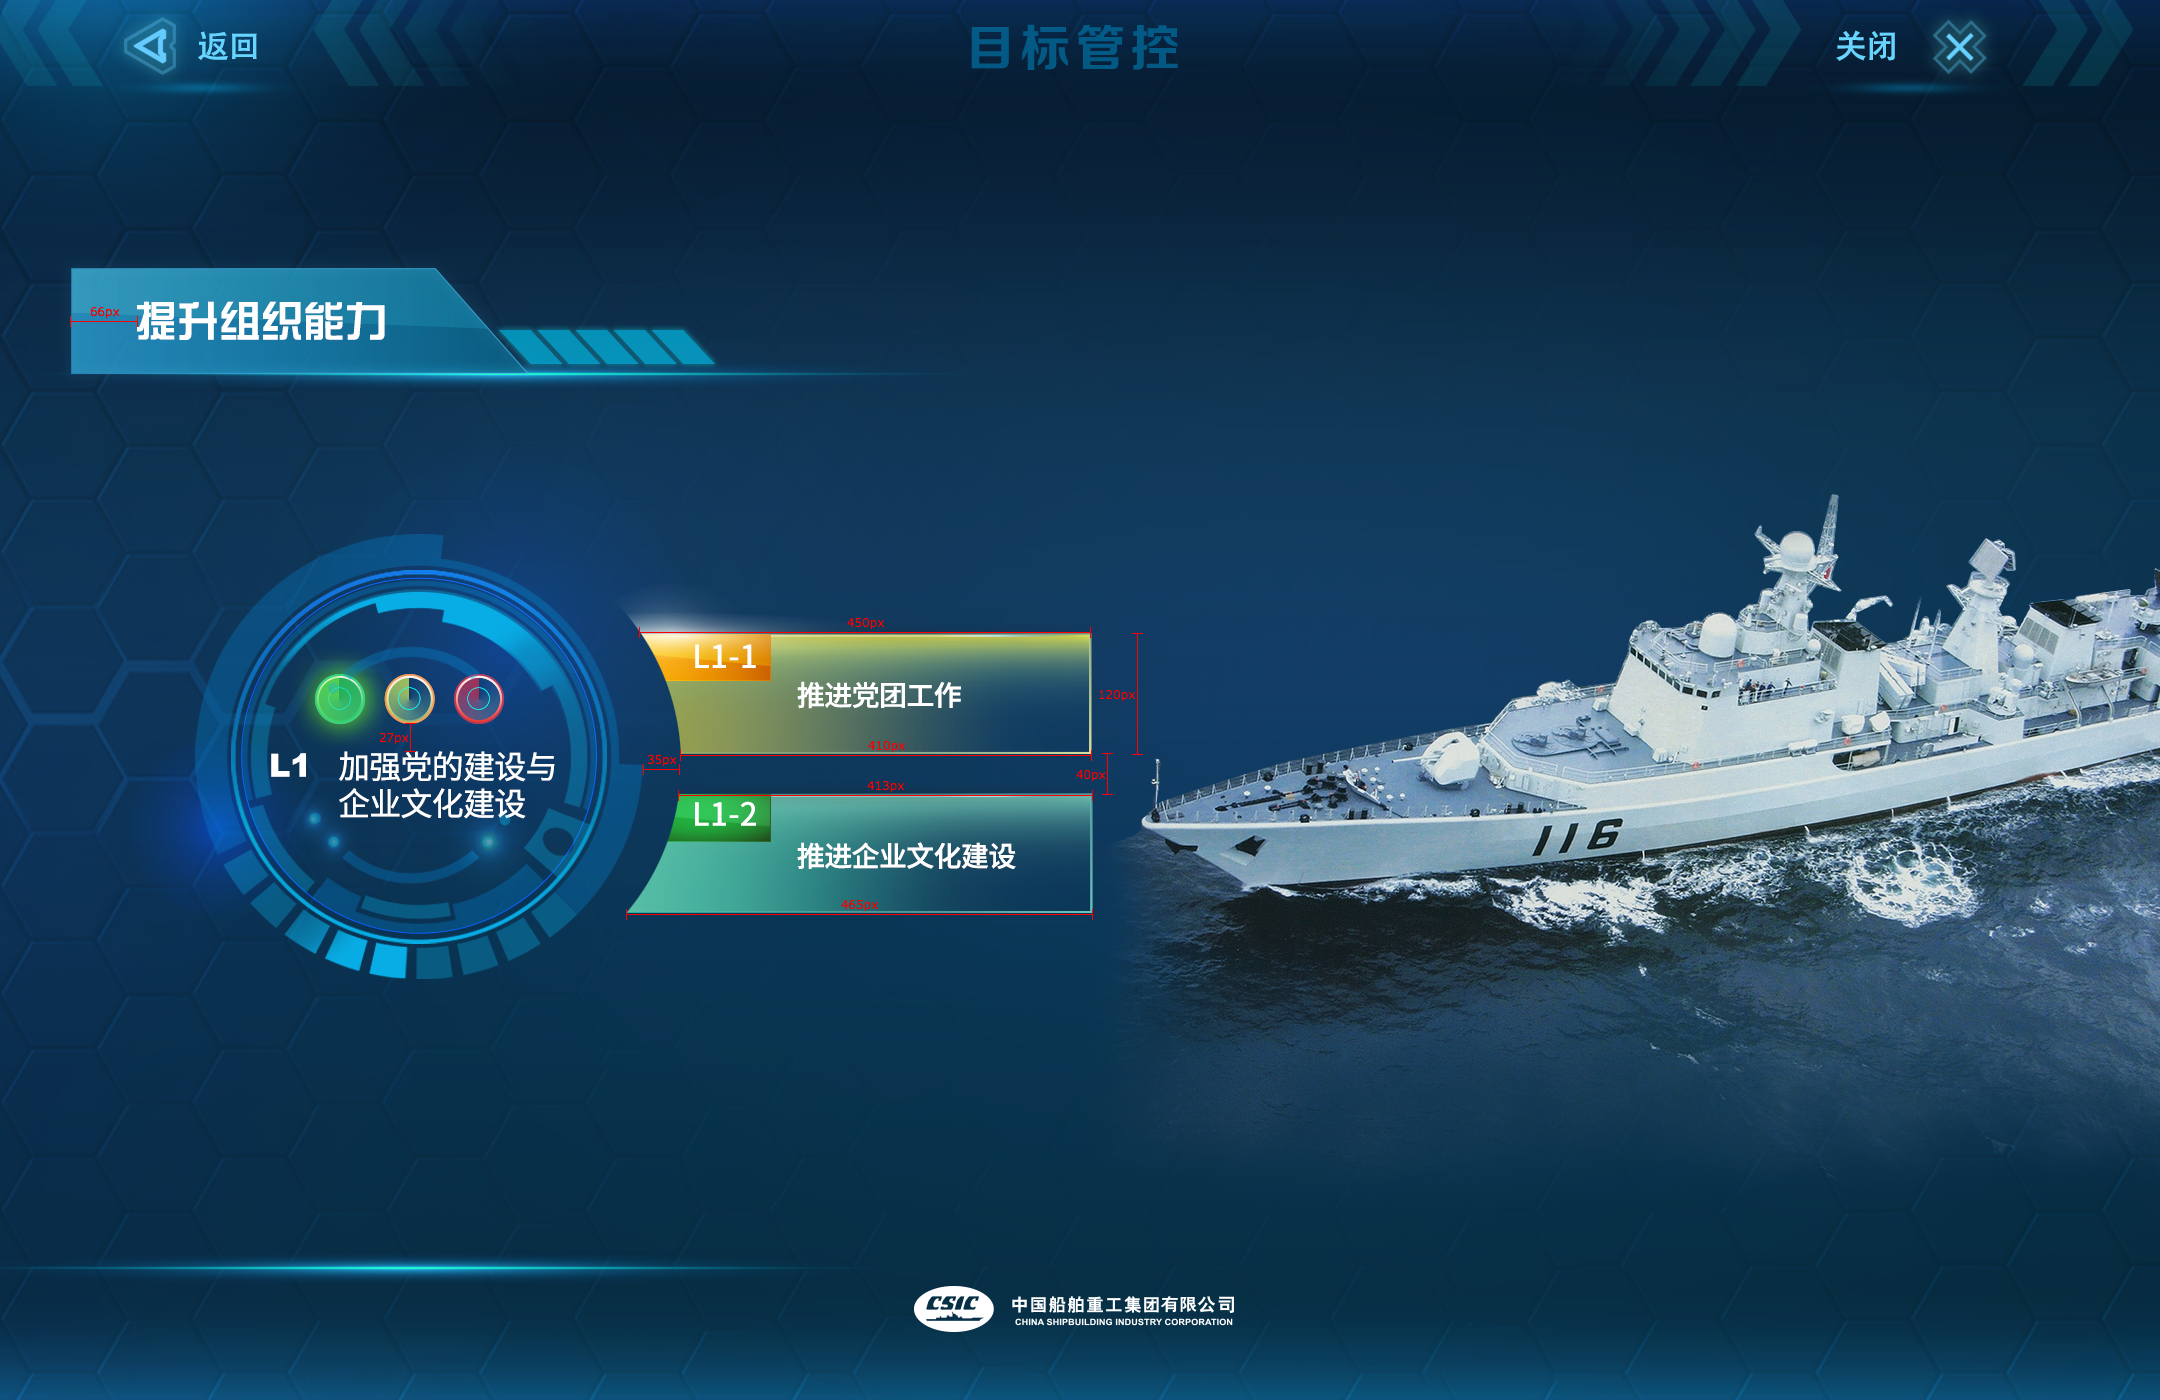 返回
目标管控
关闭
66px
提升组织能力
450px
L1-1
推进党团工作
120px
410px
27px
35px
L1 加强党的建设与
企业文化建设
40px
413px
L1-2
推进企业文化建设
465px
116
CSIC
中国船舶重工集团有限公司
CHINA SHIPBUILDING INDUSTRY CORPORATION